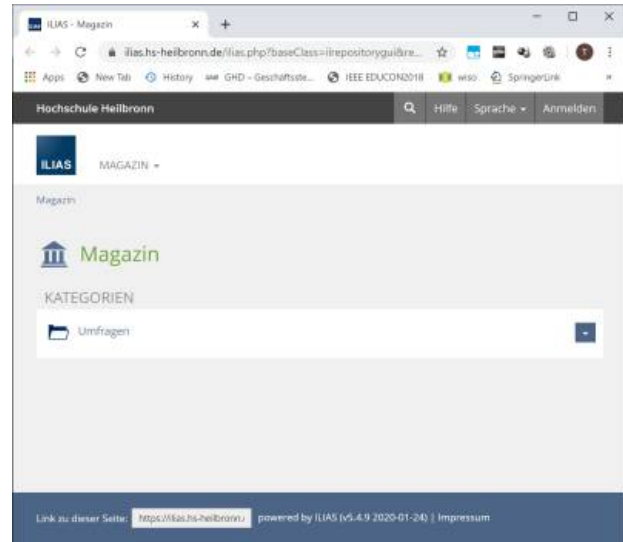 ILIAS - Magazin
ilias.hs-heilbronn.de/ilias.php?baseClass=ilrepositorygui&re...
Apps New Tab History GHD - Geschäftsste... IEEE EDUCON2018 wiso SpringerLink »
Hochschule Heilbronn Hilfe Sprache Anmelden
ILIAS MAGAZIN
Magazin
Magazin
KATEGORIEN
Umfragen
Link zu dieser Seite: https://ilias.hs-heilbronn.( powered by ILIAS (v5.4.9 2020-01-24) | Impressum